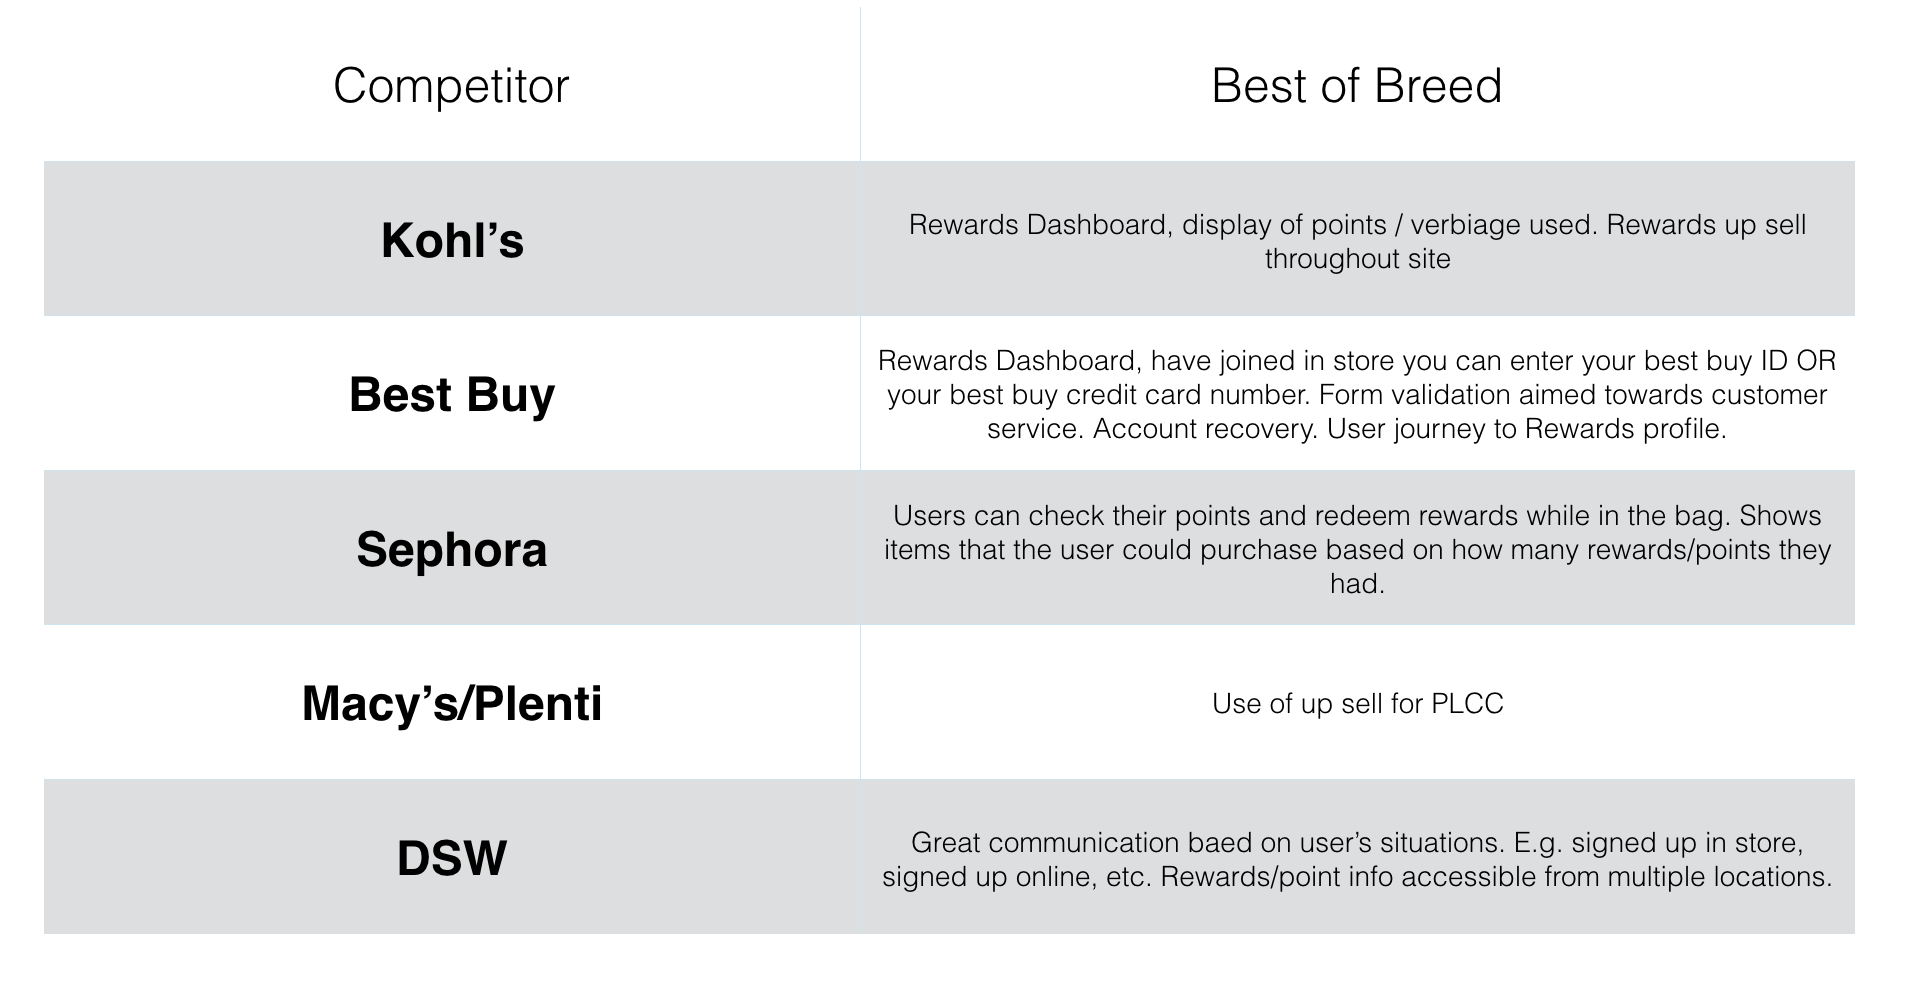 Competitor
Best of Breed
Kohl’s
Rewards Dashboard, display of points / verbiage used. Rewards up sell
throughout site
Best Buy
Rewards Dashboard, have joined in store you can enter your best buy ID OR
your best buy credit card number. Form validation aimed towards customer
service. Account recovery. User journey to Rewards profile.
Sephora
Users can check their points and redeem rewards while in the bag. Shows
items that the user could purchase based on how many rewards/points they
had.
Macy’s/Plenti
Use of up sell for PLCC
DSW
Great communication baed on user’s situations. E.g. signed up in store,
signed up online, etc. Rewards/point info accessible from multiple locations.